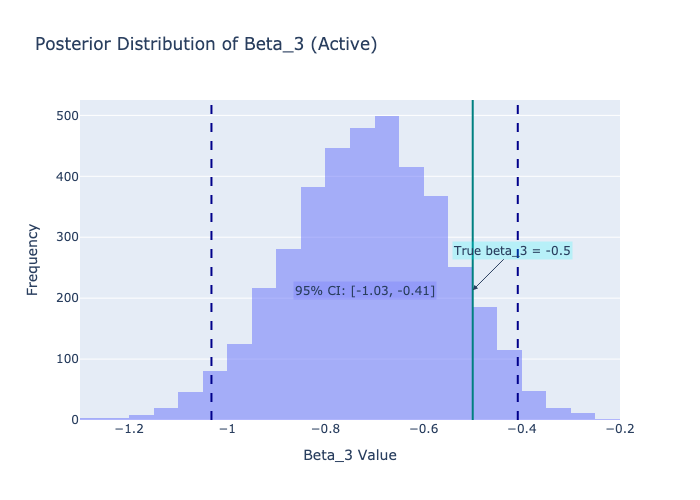 Posterior Distribution of Beta_3 (Active)
500
400
300
200
100
0
Frequency
True beta_3 = -0.5
95% CI: [-1.03, -0.41]
−1.2
−1
−0.8
−0.6
−0.4
−0.2
Beta_3 Value